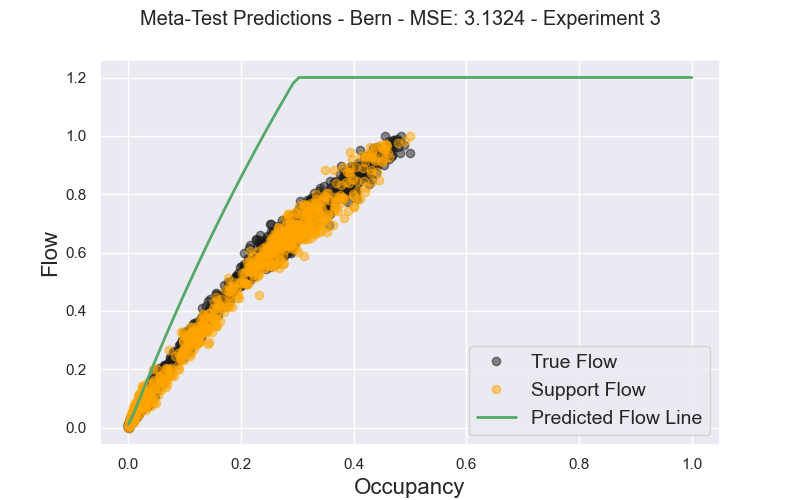 Meta-Test Predictions - Bern - MSE: 3.1324 - Experiment 3
1.2
1.0
0.8
0.6
0.4
0.2
0.0
Flow
True Flow
Support Flow
Predicted Flow Line
0.0 0.2 0.4 0.6 0.8 1.0
Occupancy